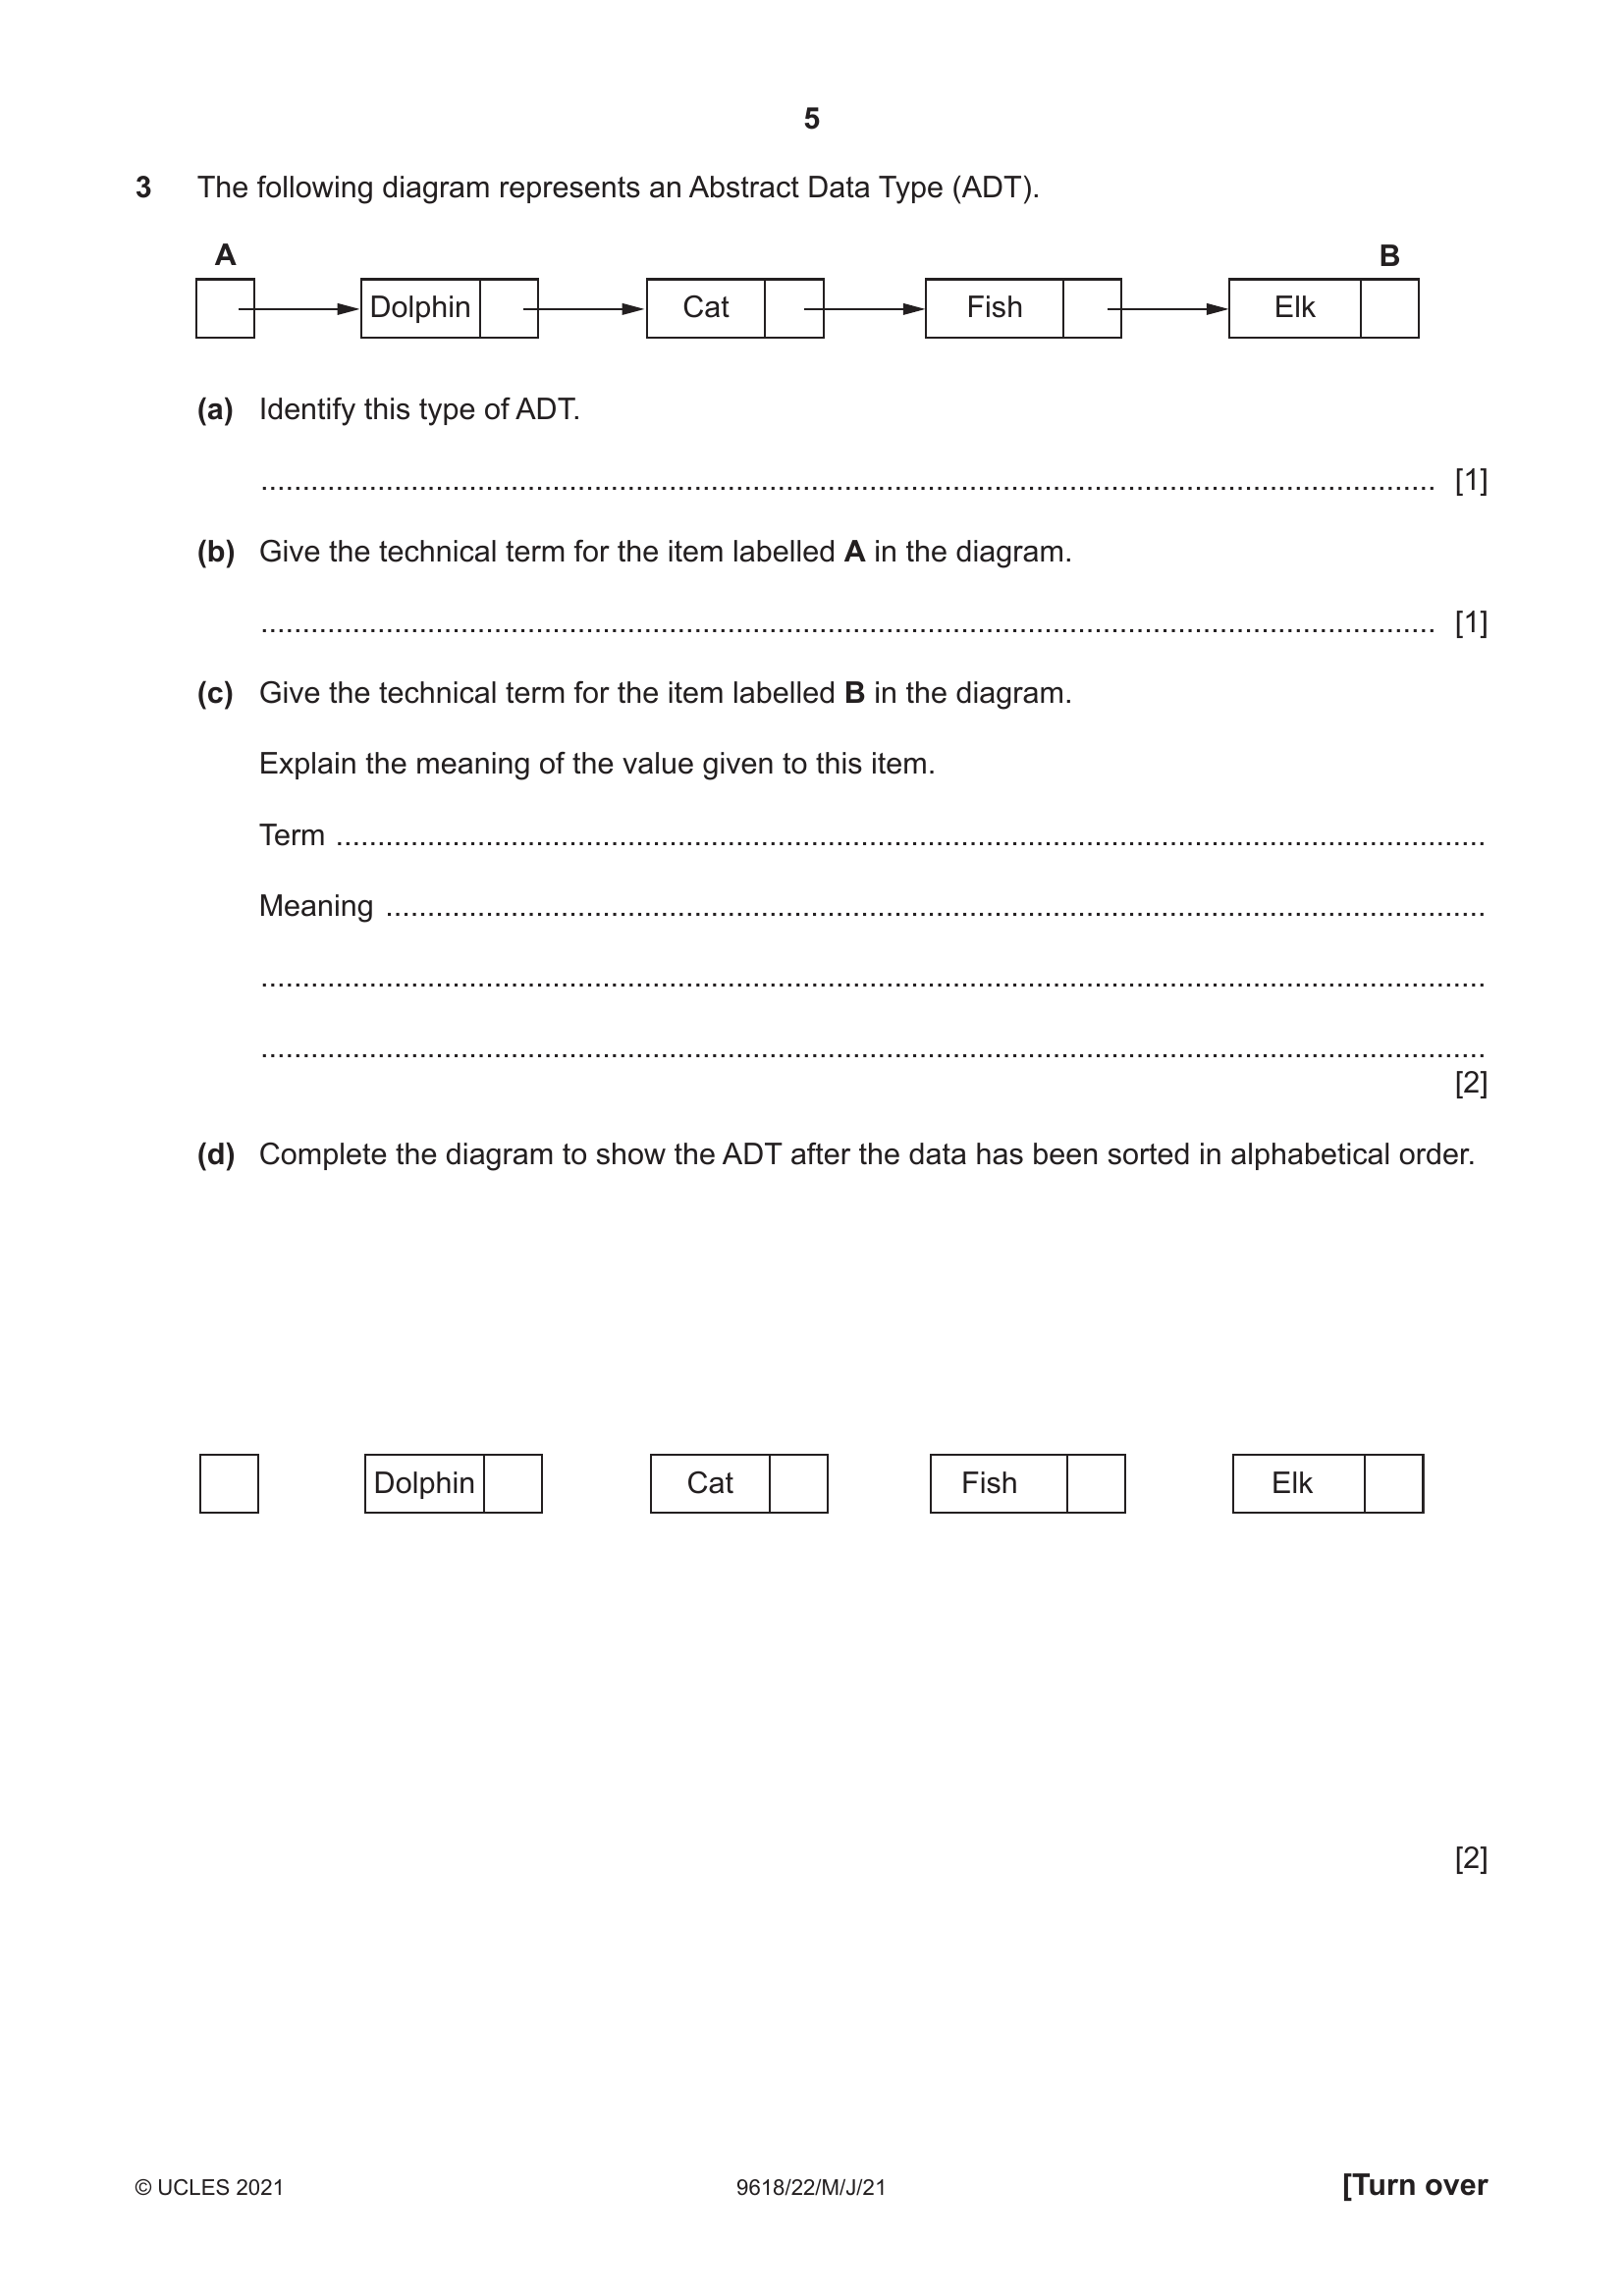 5
3 The following diagram represents an Abstract Data Type (ADT).
A B
Dolphin Cat Fish Elk
(a) Identify this type of ADT.
.......................................................................................................................................... [1]
(b) Give the technical term for the item labelled A in the diagram.
.......................................................................................................................................... [1]
(c) Give the technical term for the item labelled B in the diagram.
Explain the meaning of the value given to this item.
Term ..........................................................................................................................................
Meaning ..........................................................................................................................................
..........................................................................................................................................
..........................................................................................................................................
[2]
(d) Complete the diagram to show the ADT after the data has been sorted in alphabetical order.
Dolphin Cat Fish Elk
[2]
© UCLES 2021 9618/22/M/J/21 [Turn over